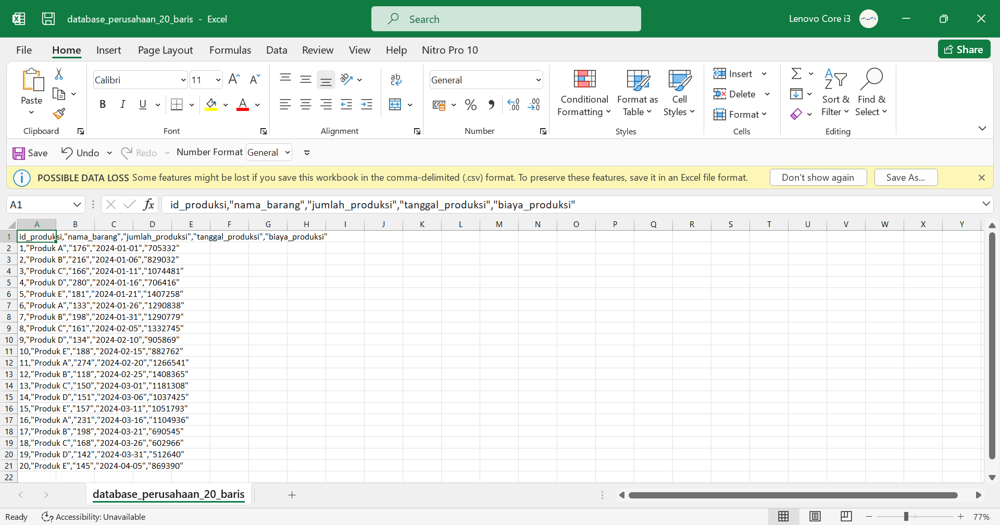 database_perusahaan_20_baris - Excel
Search
Lenovo Core i3
File Home Insert Page Layout Formulas Data Review View Help Nitro Pro 10
Share
Paste
Clipboard
Calibri 11
B I U
Font
Alignment
General
Number
Conditional Formatting
Format as Table
Cell Styles
Styles
Insert
Delete
Format
Cells
Sort & Filter
Find & Select
Editing
Save Undo Redo Number Format General
POSSIBLE DATA LOSS Some features might be lost if you save this workbook in the comma-delimited (.csv) format. To preserve these features, save it in an Excel file format. Don't show again Save As...
A1 fx id_produksi,"nama_barang","jumlah_produksi","tanggal_produksi","biaya_produksi"
A B C D E F G H I J K L M N O P Q R S T U V W X Y
1 id_produksi,"nama_barang","jumlah_produksi","tanggal_produksi","biaya_produksi"
2 1,"Produk A","176","2024-01-01","705332"
3 2,"Produk B","216","2024-01-06","829032"
4 3,"Produk C","166","2024-01-11","1074481"
5 4,"Produk D","280","2024-01-16","706416"
6 5,"Produk E","181","2024-01-21","1407258"
7 6,"Produk A","133","2024-01-26","1290838"
8 7,"Produk B","198","2024-01-31","1290779"
9 8,"Produk C","161","2024-02-05","1332745"
10 9,"Produk D","134","2024-02-10","905869"
11 10,"Produk E","188","2024-02-15","882762"
12 11,"Produk A","274","2024-02-20","1266541"
13 12,"Produk B","118","2024-02-25","1408365"
14 13,"Produk C","150","2024-03-01","1181308"
15 14,"Produk D","151","2024-03-06","1037425"
16 15,"Produk E","157","2024-03-11","1051793"
17 16,"Produk A","231","2024-03-16","1104936"
18 17,"Produk B","198","2024-03-21","690545"
19 18,"Produk C","168","2024-03-26","602966"
20 19,"Produk D","142","2024-03-31","512640"
21 20,"Produk E","145","2024-04-05","869390"
22
database_perusahaan_20_baris
Ready Accessibility: Unavailable 77%